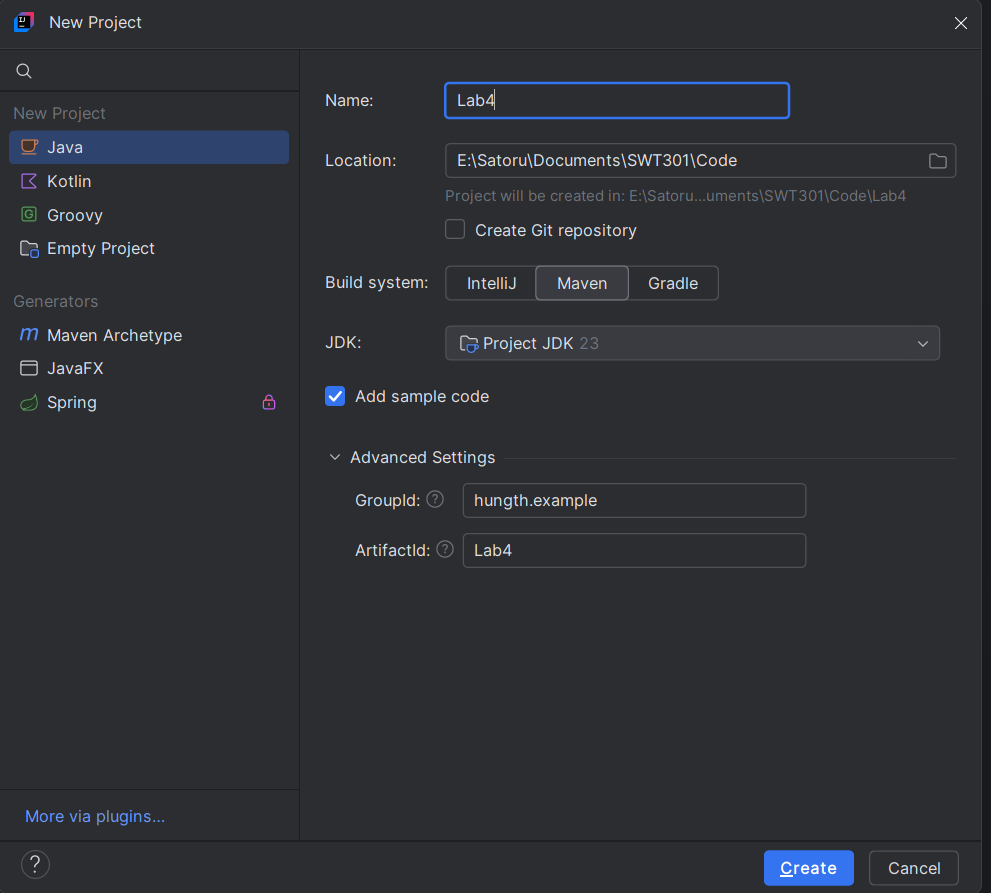 New Project
New Project
Java
Kotlin
Groovy
Empty Project
Generators
Maven Archetype
JavaFX
Spring
More via plugins...
Name:
Lab4
Location:
E:\Satoru\Documents\SWT301\Code
Project will be created in: E:\Satoru...uments\SWT301\Code\Lab4
Create Git repository
Build system:
IntelliJ
Maven
Gradle
JDK:
Project JDK 23
Add sample code
Advanced Settings
GroupId: ?
hungth.example
ArtifactId: ?
Lab4
?
Create
Cancel